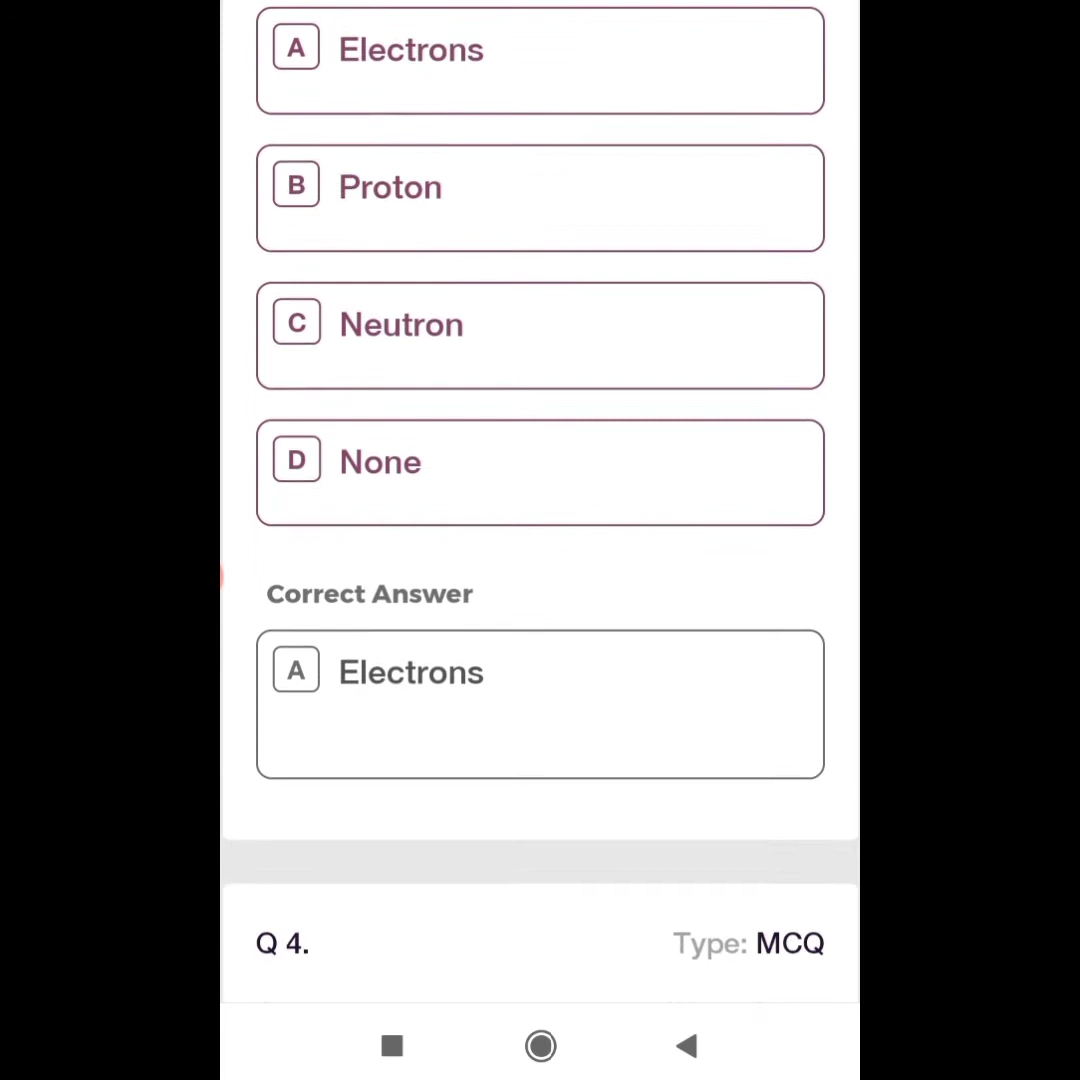 A Electrons
B Proton
C Neutron
D None
Correct Answer
A Electrons
Q 4. Type: MCQ